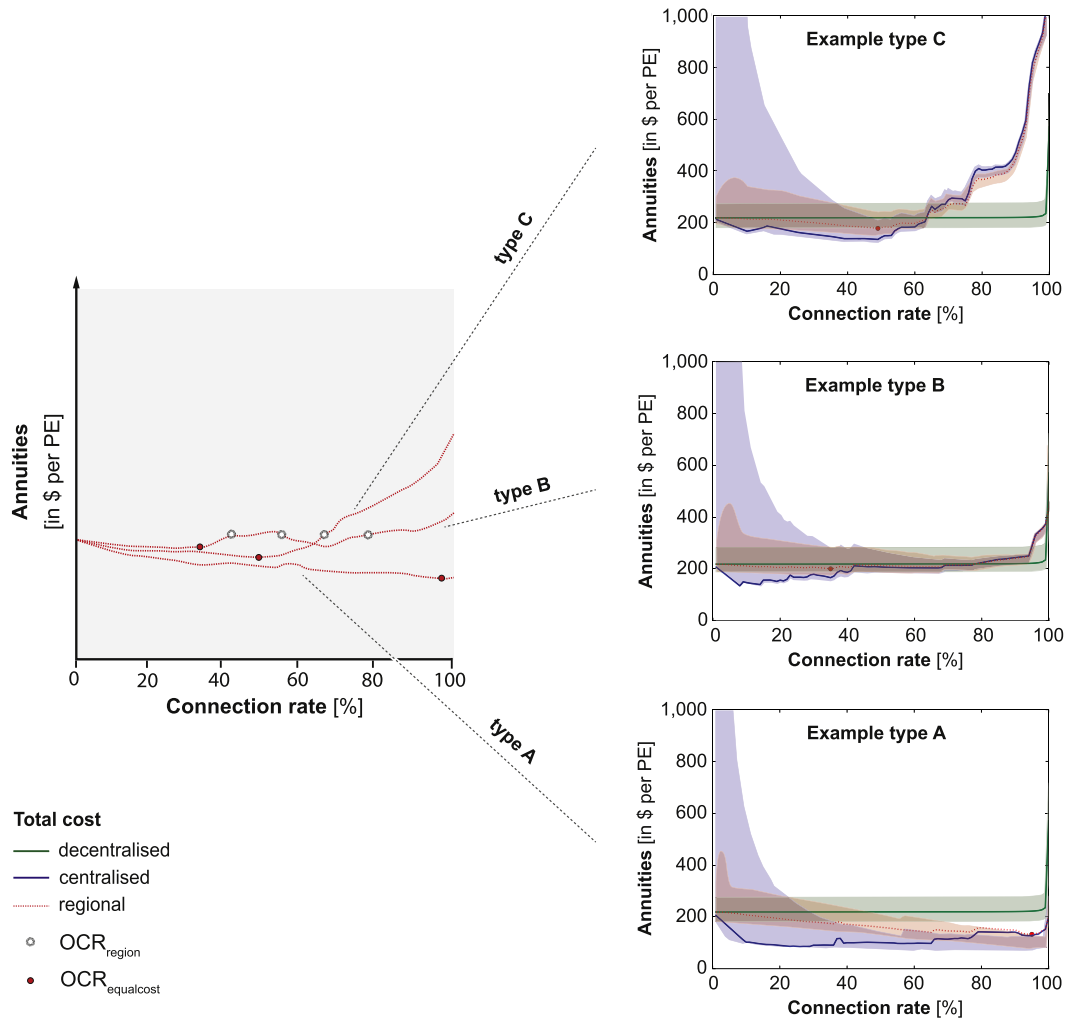 Annuities
[in $ per PE]
0
20
40
60
80
100
Connection rate [%]
type C
type B
type A
Total cost
decentralised
centralised
regional
OCRregion
OCRequalcost
Example type C
Annuities [in $ per PE]
1,000
800
600
400
200
0
0
20
40
60
80
100
Connection rate [%]
Example type B
Annuities [in $ per PE]
1,000
800
600
400
200
0
0
20
40
60
80
100
Connection rate [%]
Example type A
Annuities [in $ per PE]
1,000
800
600
400
200
0
0
20
40
60
80
100
Connection rate [%]